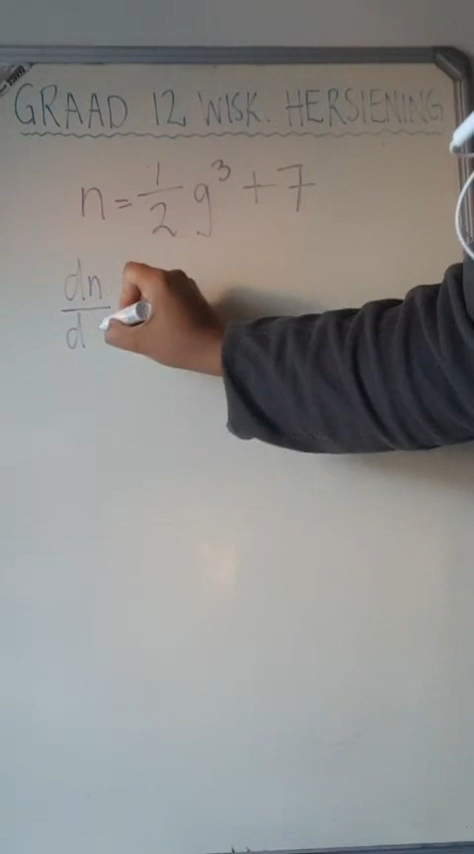 GRAAD 12 WISK. HERSIENING
n = 1/2 g³ + 7
dn/d